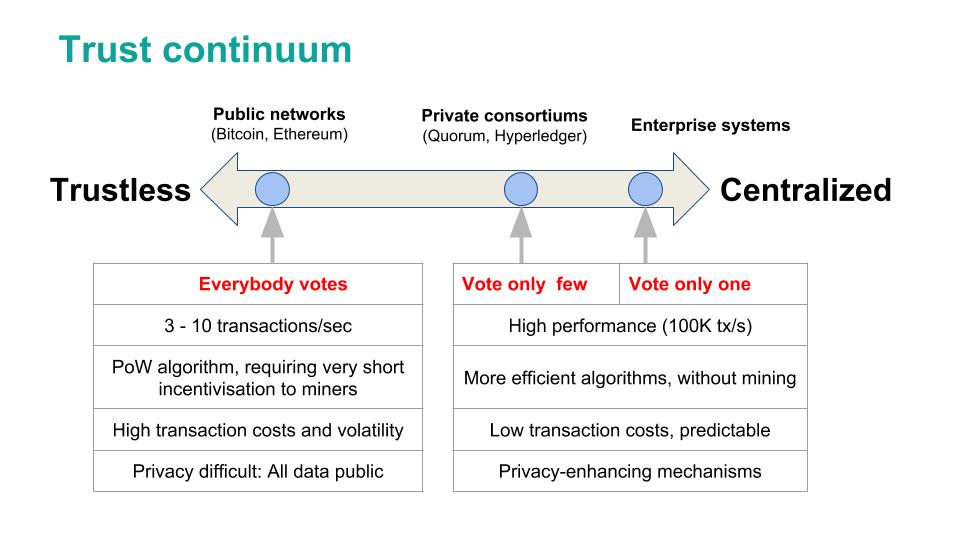 Trust continuum
Public networks
(Bitcoin, Ethereum)
Private consortiums
(Quorum, Hyperledger)
Enterprise systems
Trustless
Centralized
Everybody votes
3 - 10 transactions/sec
PoW algorithm, requiring very short
incentivisation to miners
High transaction costs and volatility
Privacy difficult: All data public
Vote only  few
Vote only one
High performance (100K tx/s)
More efficient algorithms, without mining
Low transaction costs, predictable
Privacy-enhancing mechanisms